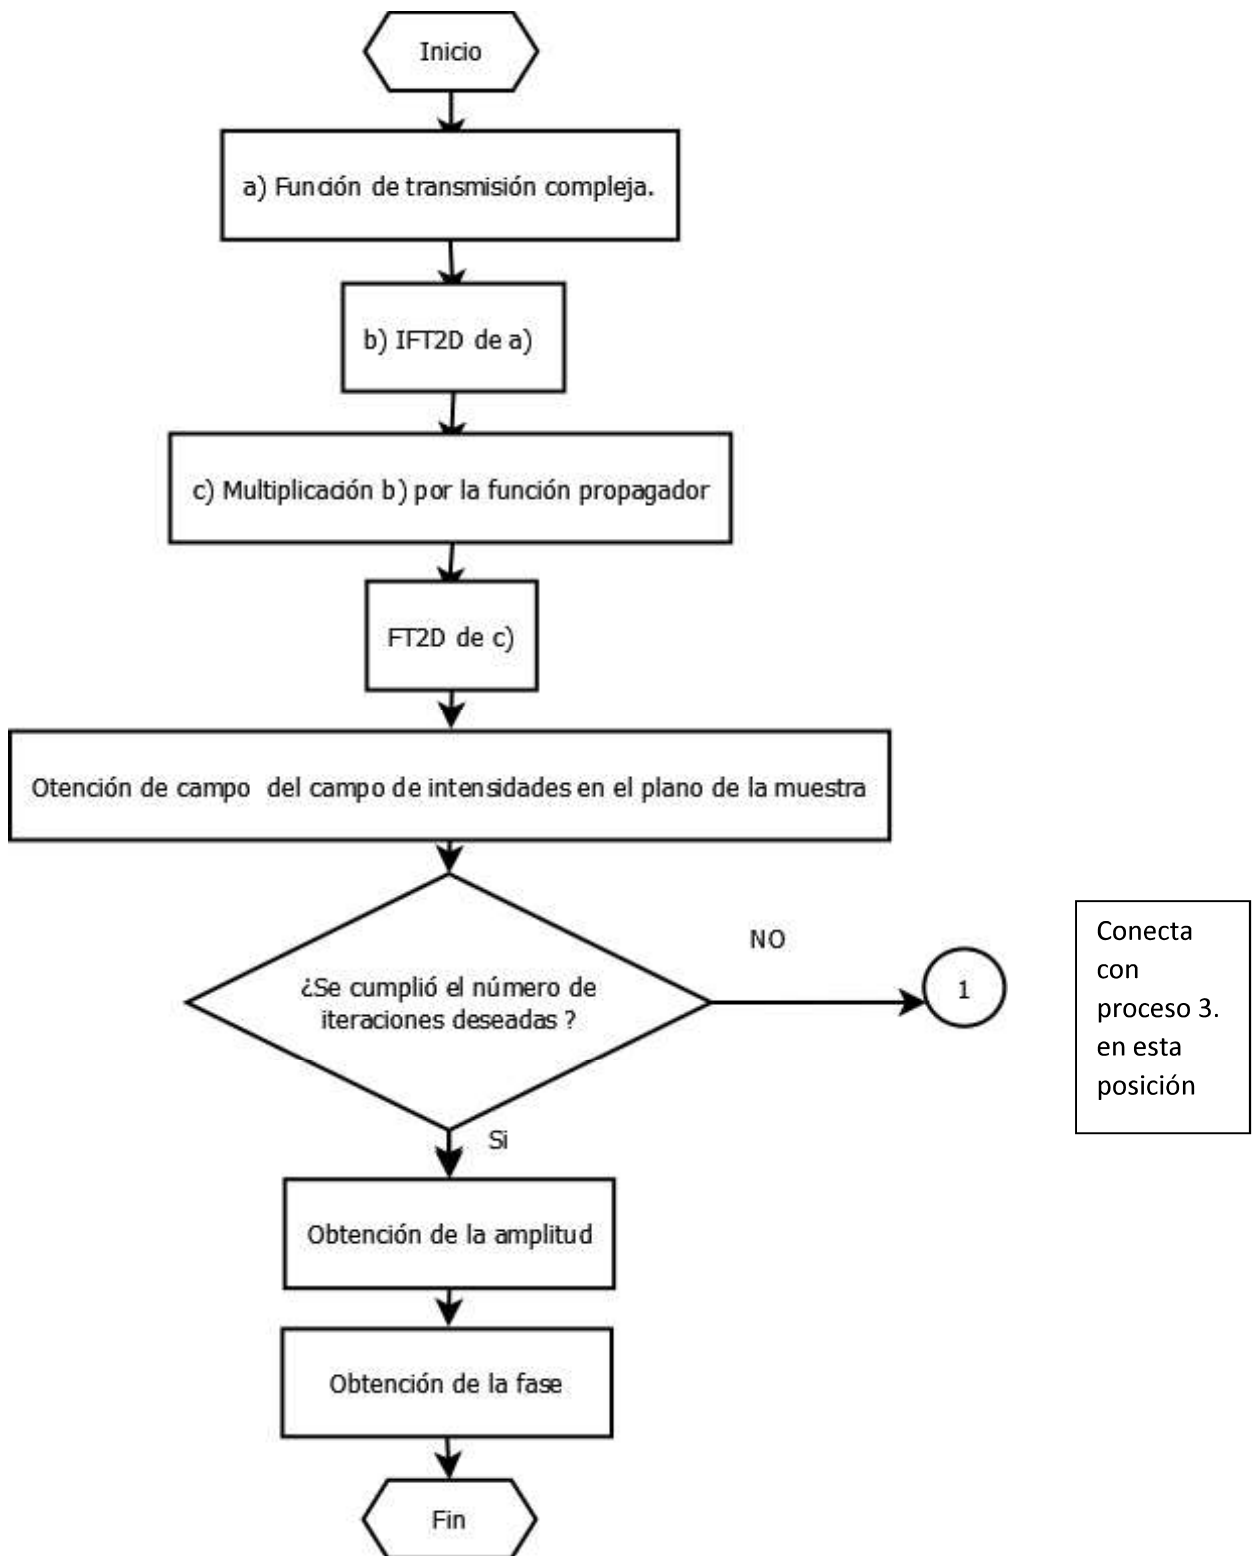 Inicio
a) Función de transmisión compleja.
b) IFT2D de a)
c) Multiplicación b) por la función propagador
FT2D de c)
Otención de campo del campo de intensidades en el plano de la muestra
¿Se cumplió el número de
iteraciones deseadas ?
NO
1
Conecta
con
proceso 3.
en esta
posición
Si
Obtención de la amplitud
Obtención de la fase
Fin